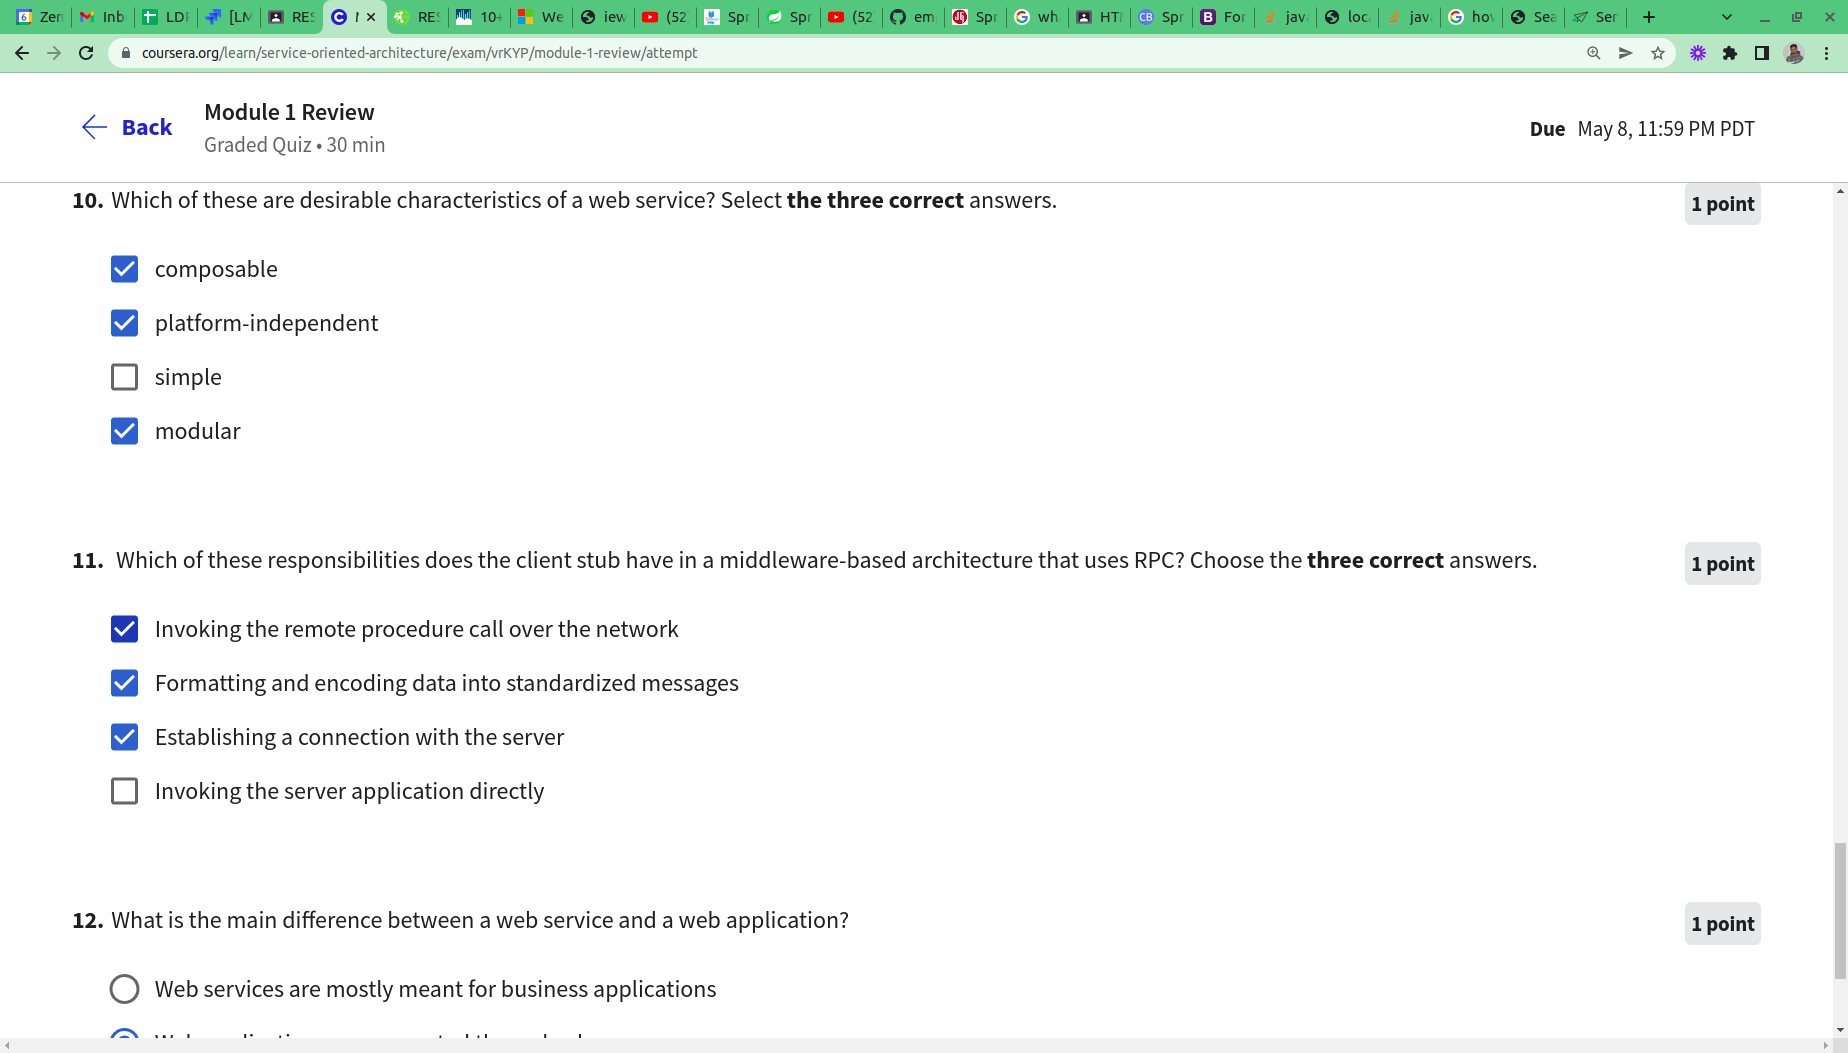 Zen Inb LDF [LM RES RES 10+ We iew (52 Spr Spr (52 em Spr wh HTT Spr For java loca java hov Sea Ser
coursera.org/learn/service-oriented-architecture/exam/vrKYP/module-1-review/attempt
Back
Module 1 Review
Graded Quiz • 30 min
Due May 8, 11:59 PM PDT
10. Which of these are desirable characteristics of a web service? Select the three correct answers.
1 point
composable
platform-independent
simple
modular
11. Which of these responsibilities does the client stub have in a middleware-based architecture that uses RPC? Choose the three correct answers.
1 point
Invoking the remote procedure call over the network
Formatting and encoding data into standardized messages
Establishing a connection with the server
Invoking the server application directly
12. What is the main difference between a web service and a web application?
1 point
Web services are mostly meant for business applications